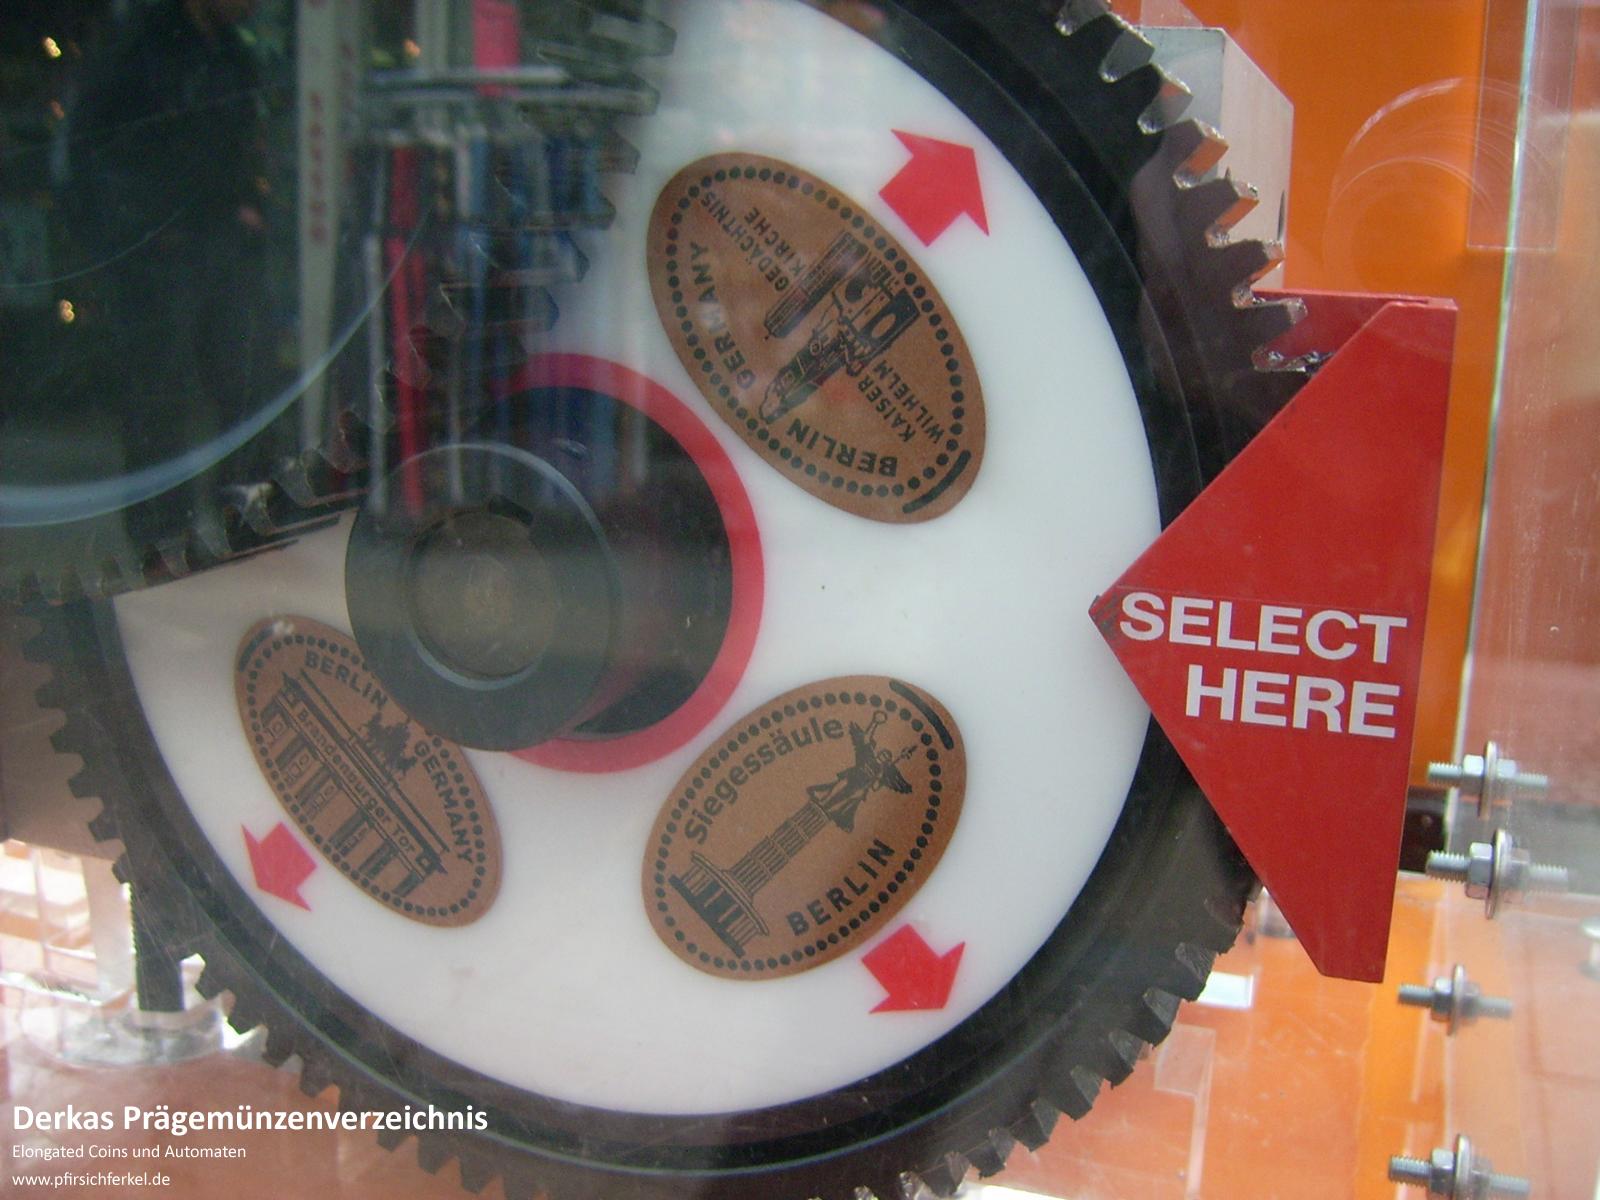 GERMANY
GEDÄCHTNIS
KIRCHE
KAISER
WILHELM
BERLIN
BERLIN
GERMANY
Brandenburger Tor
Siegessäule
BERLIN
SELECT
HERE
Derkas Prägemünzenverzeichnis
Elongated Coins und Automaten
www.pfirsichferkel.de